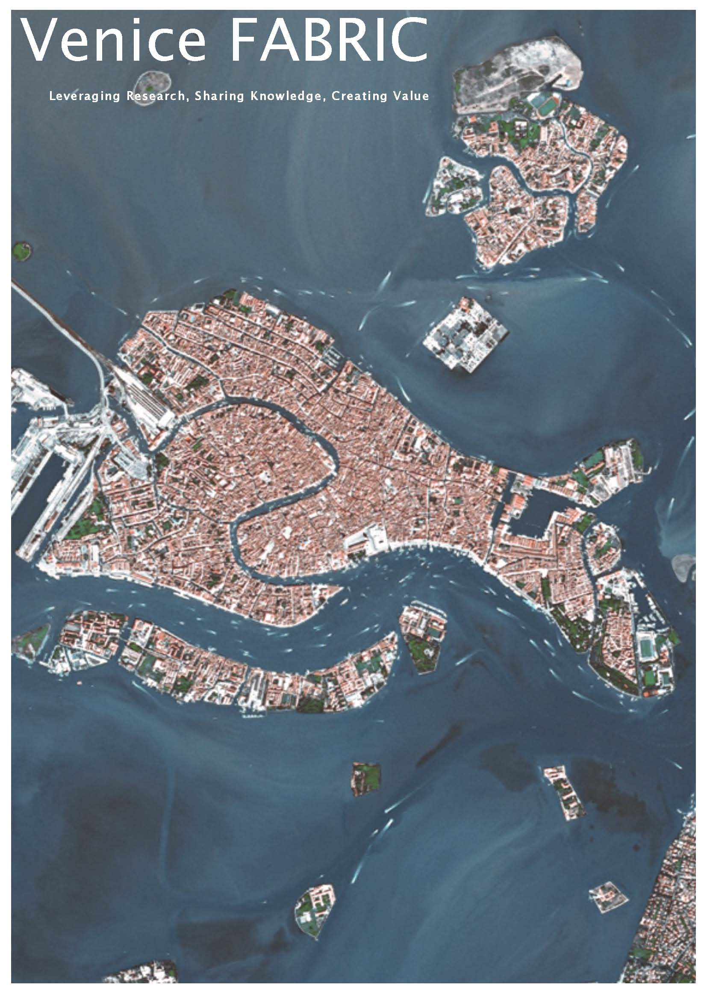 Venice FABRIC
Leveraging Research, Sharing Knowledge, Creating Value